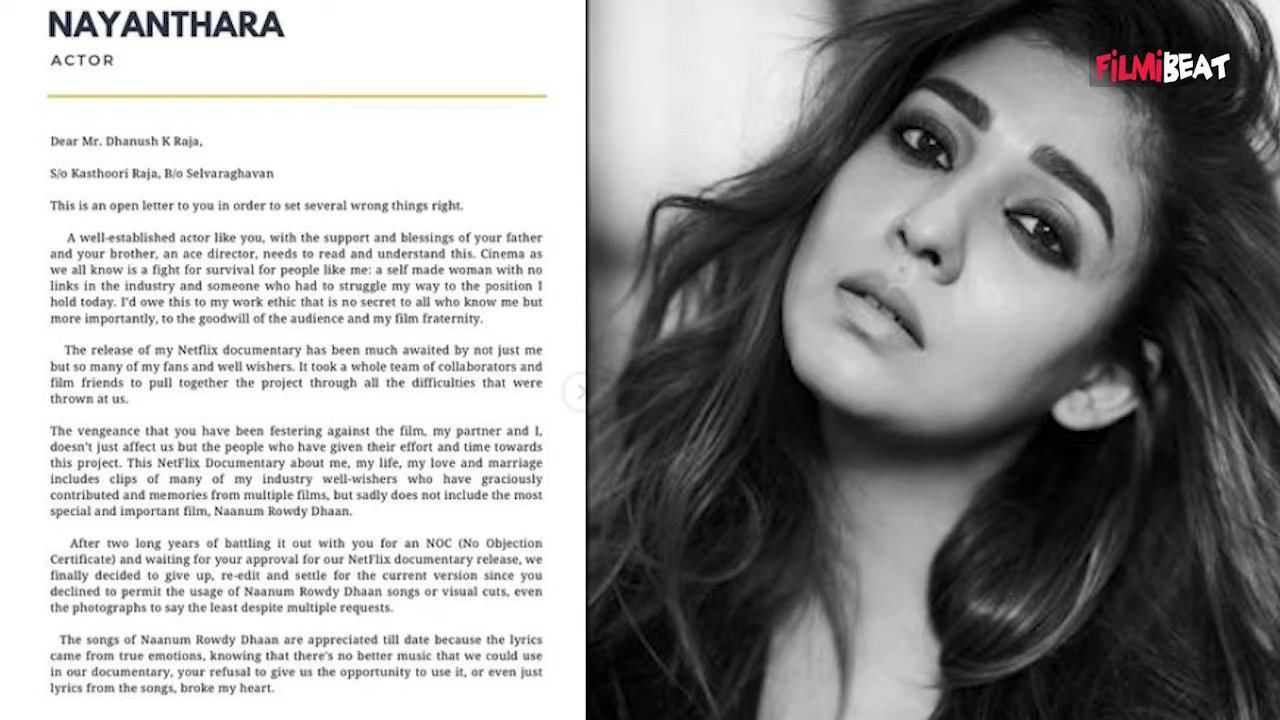 NAYANTHARA
ACTOR
Dear Mr. Dhanush K Raja,
S/o Kasthoori Raja, B/o Selvaraghavan
This is an open letter to you in order to set several wrong things right.
A well-established actor like you, with the support and blessings of your father
and your brother, an ace director, needs to read and understand this. Cinema as
we all know is a fight for survival for people like me: a self made woman with no
links in the industry and someone who had to struggle my way to the position I
hold today. I'd owe this to my work ethic that is no secret to all who know me but
more importantly, to the goodwill of the audience and my film fraternity.
The release of my Netflix documentary has been much awaited by not just me
but so many of my fans and well wishers. It took a whole team of collaborators and
film friends to pull together the project through all the difficulties that were
thrown at us.
The vengeance that you have been festering against the film, my partner and I,
doesn't just affect us but the people who have given their effort and time towards
this project. This NetFlix Documentary about me, my life, my love and marriage
includes clips of many of my industry well-wishers who have graciously
contributed and memories from multiple films, but sadly does not include the most
special and important film, Naanum Rowdy Dhaan.
After two long years of battling it out with you for an NOC (No Objection
Certificate) and waiting for your approval for our NetFlix documentary release, we
finally decided to give up, re-edit and settle for the current version since you
declined to permit the usage of Naanum Rowdy Dhaan songs or visual cuts, even
the photographs to say the least despite multiple requests.
The songs of Naanum Rowdy Dhaan are appreciated till date because the lyrics
came from true emotions, knowing that there's no better music that we could use
in our documentary, your refusal to give us the opportunity to use it, or even just
lyrics from the songs, broke my heart.
FiLMiBEAT